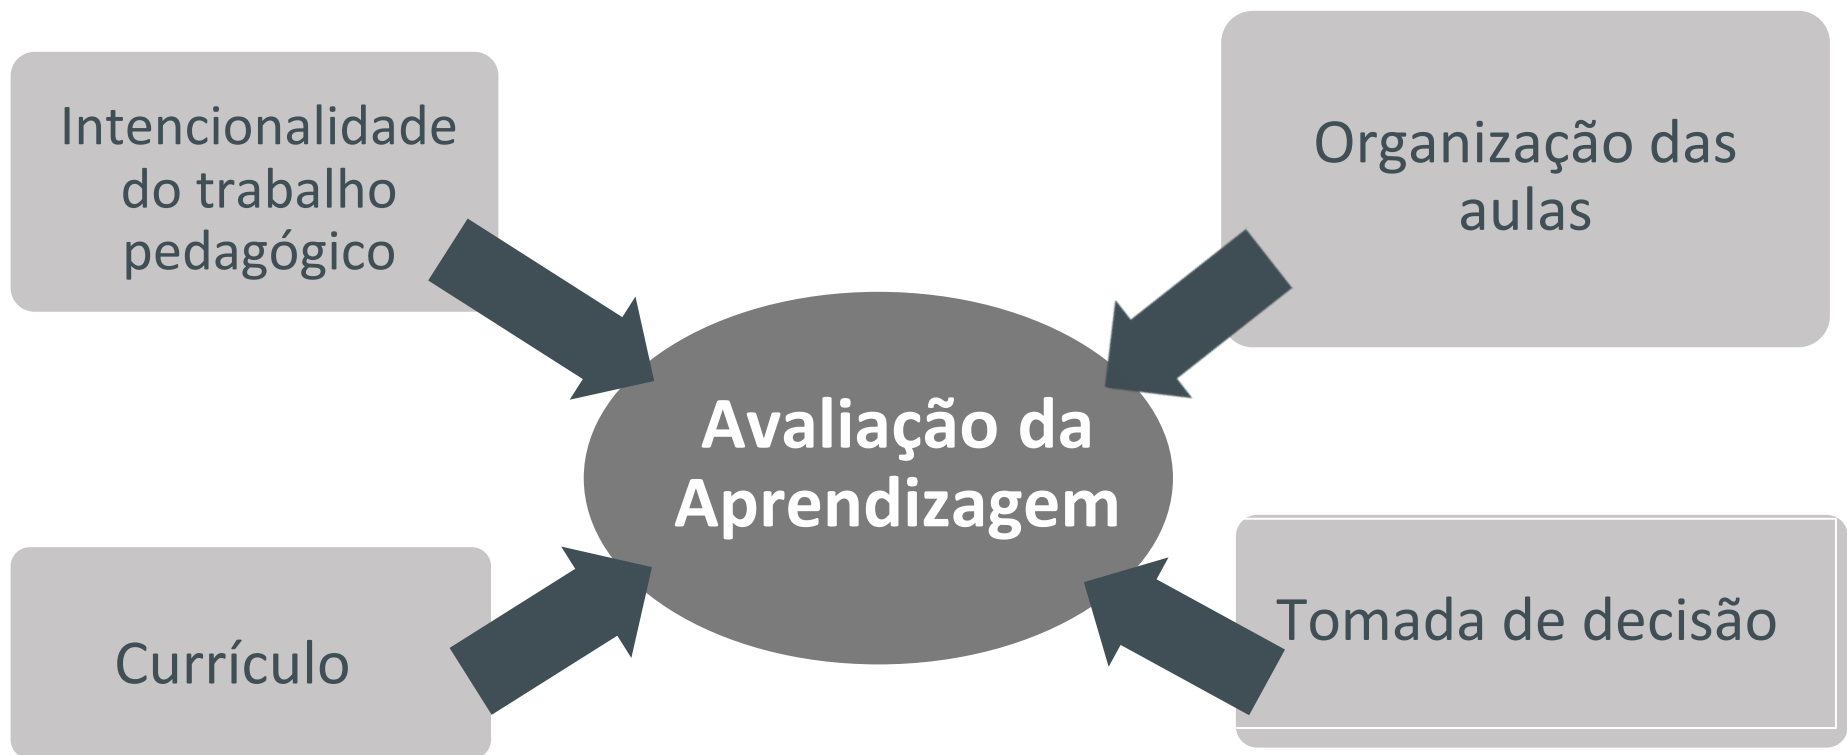 Intencionalidade
do trabalho
pedagógico
Organização das
aulas
Avaliação da
Aprendizagem
Currículo
Tomada de decisão